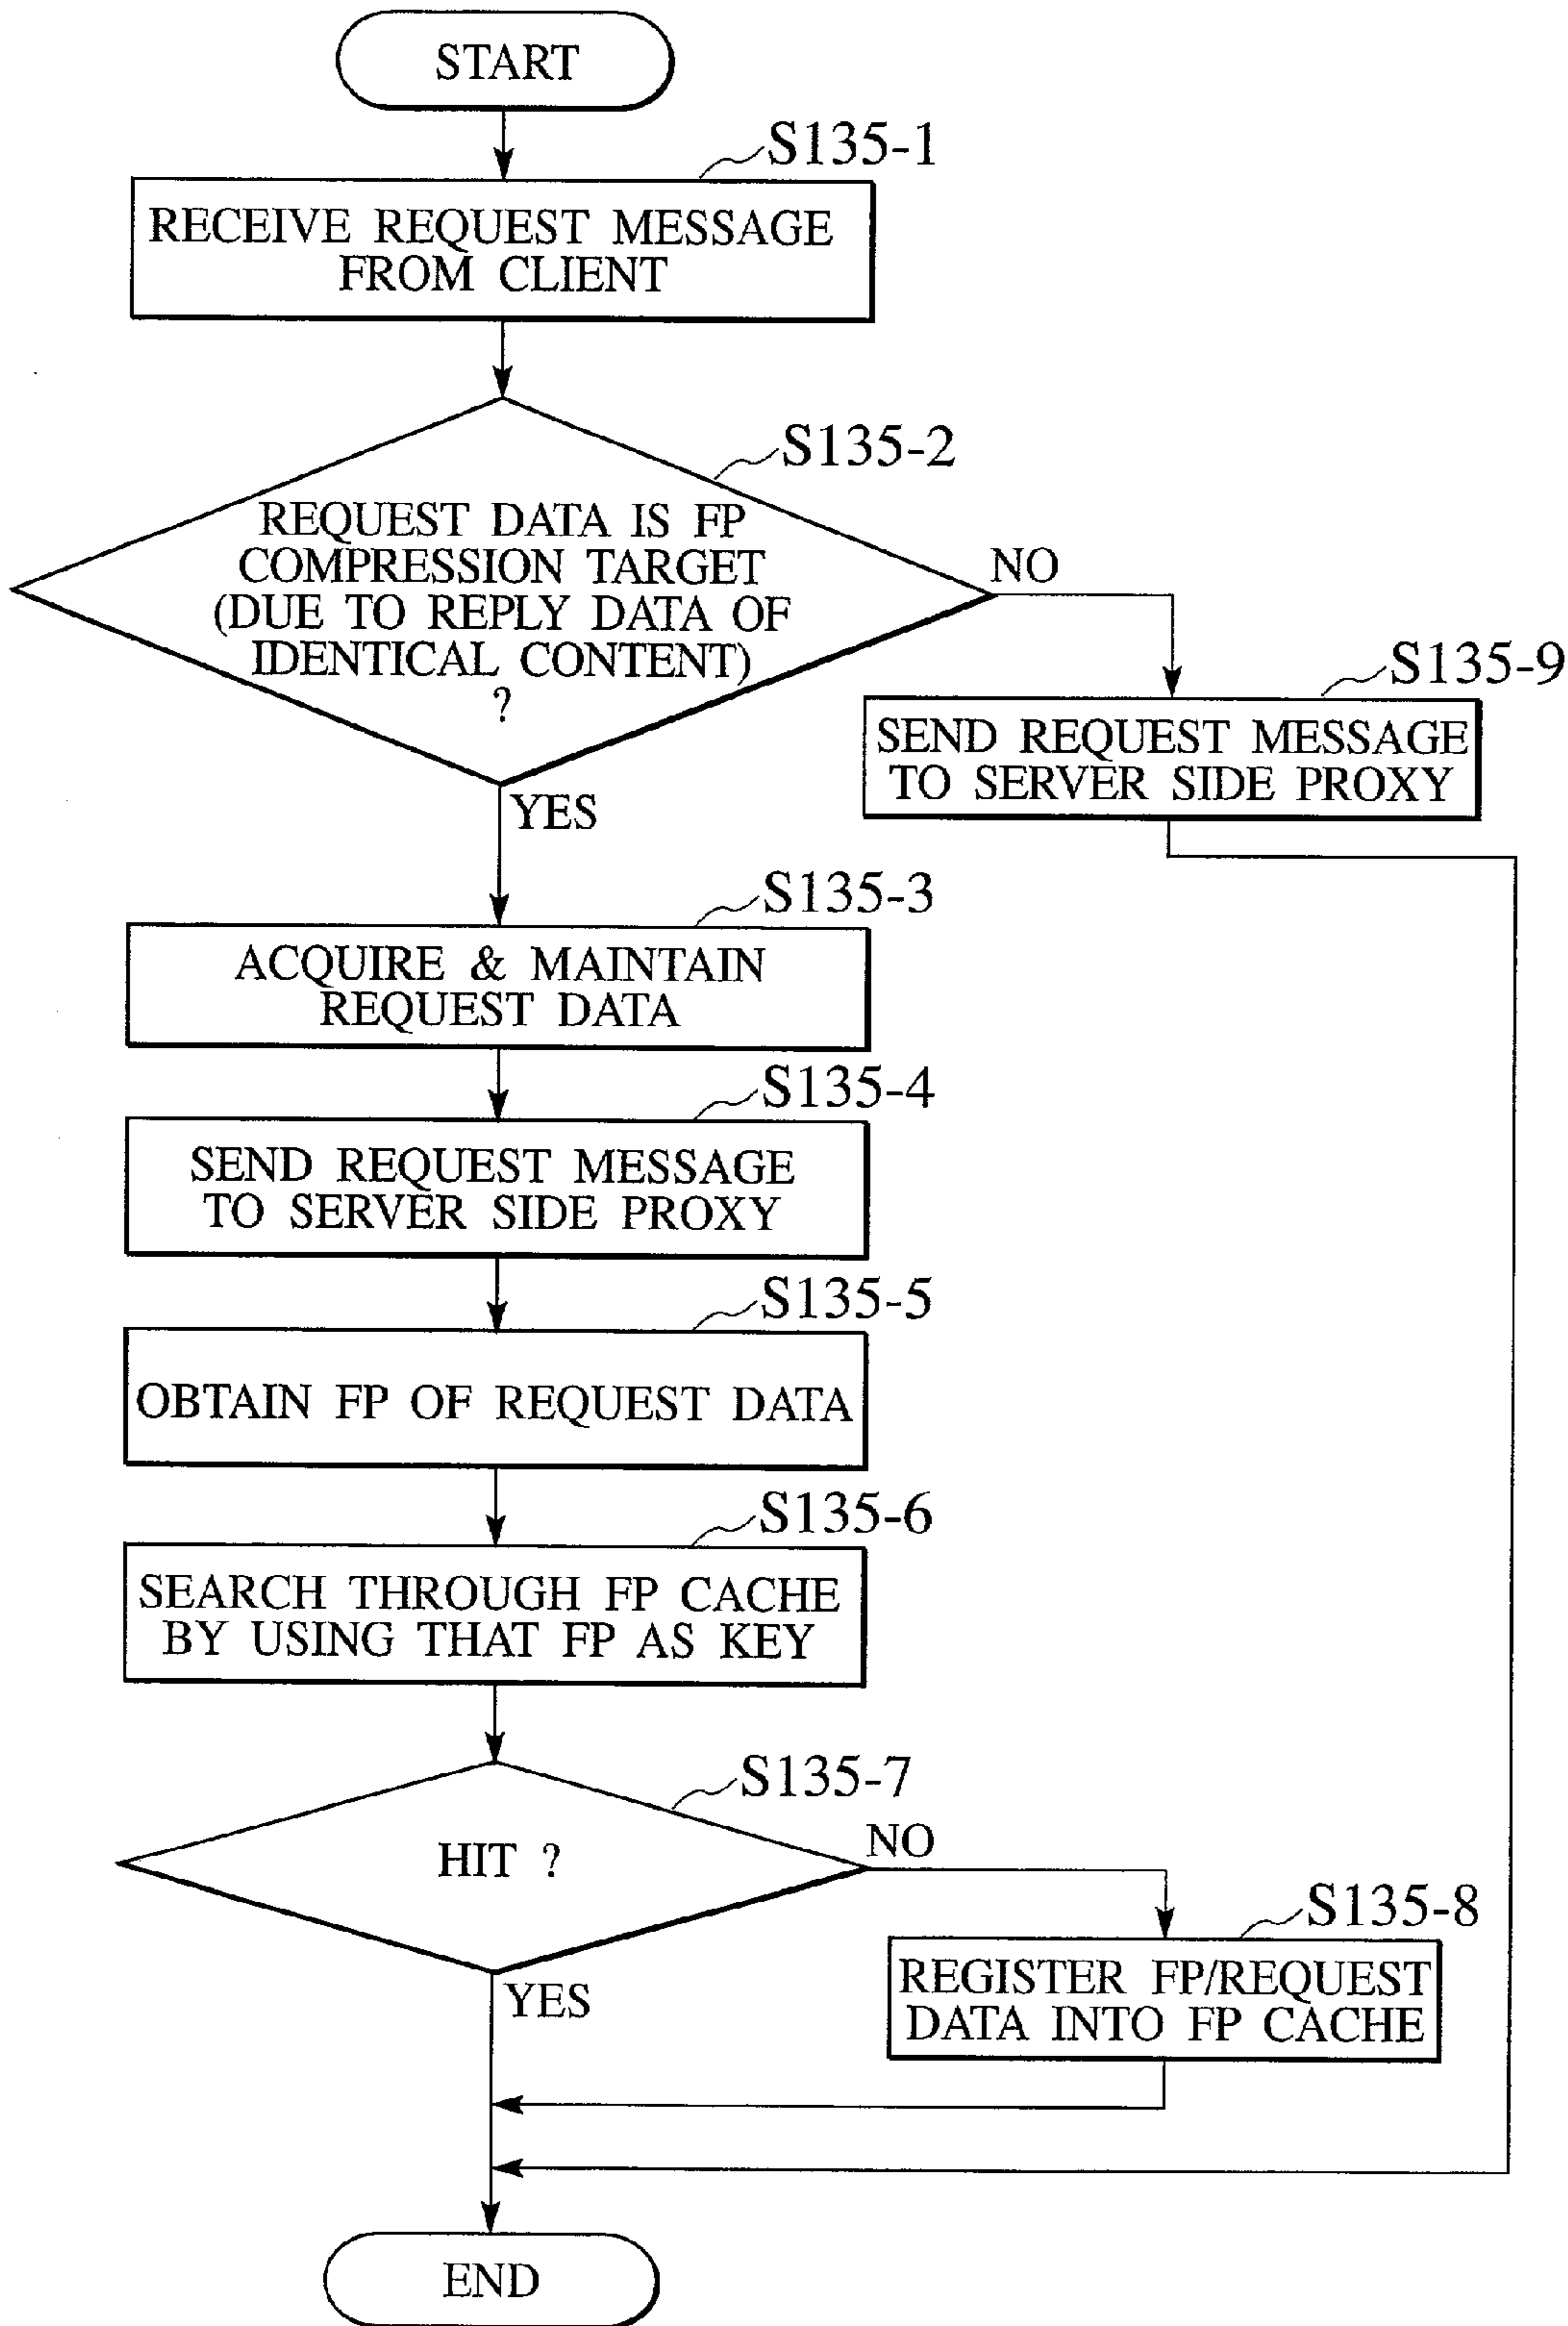 START
S135-1
RECEIVE REQUEST MESSAGE
FROM CLIENT
S135-2
REQUEST DATA IS FP
COMPRESSION TARGET
(DUE TO REPLY DATA OF
IDENTICAL CONTENT)
?
NO
S135-9
SEND REQUEST MESSAGE
TO SERVER SIDE PROXY
YES
S135-3
ACQUIRE & MAINTAIN
REQUEST DATA
S135-4
SEND REQUEST MESSAGE
TO SERVER SIDE PROXY
S135-5
OBTAIN FP OF REQUEST DATA
S135-6
SEARCH THROUGH FP CACHE
BY USING THAT FP AS KEY
S135-7
HIT ?
NO
S135-8
REGISTER FP/REQUEST
DATA INTO FP CACHE
YES
END